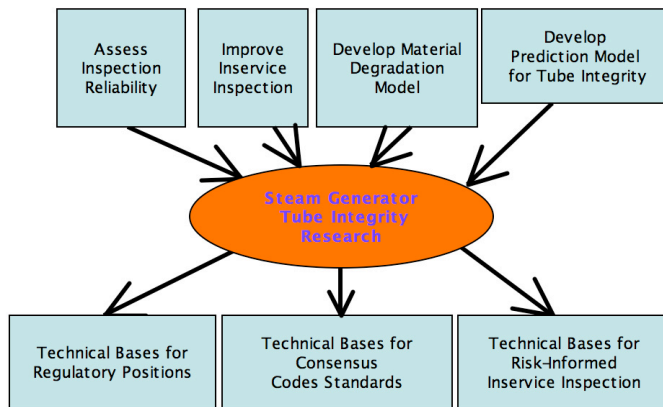 Assess
Inspection
Reliability
Improve
Inservice
Inspection
Develop Material
Degradation
Model
Develop
Prediction Model
for Tube Integrity
Steam Generator
Tube Integrity
Research
Technical Bases for
Regulatory Positions
Technical Bases for
Consensus
Codes Standards
Technical Bases for
Risk-Informed
Inservice Inspection